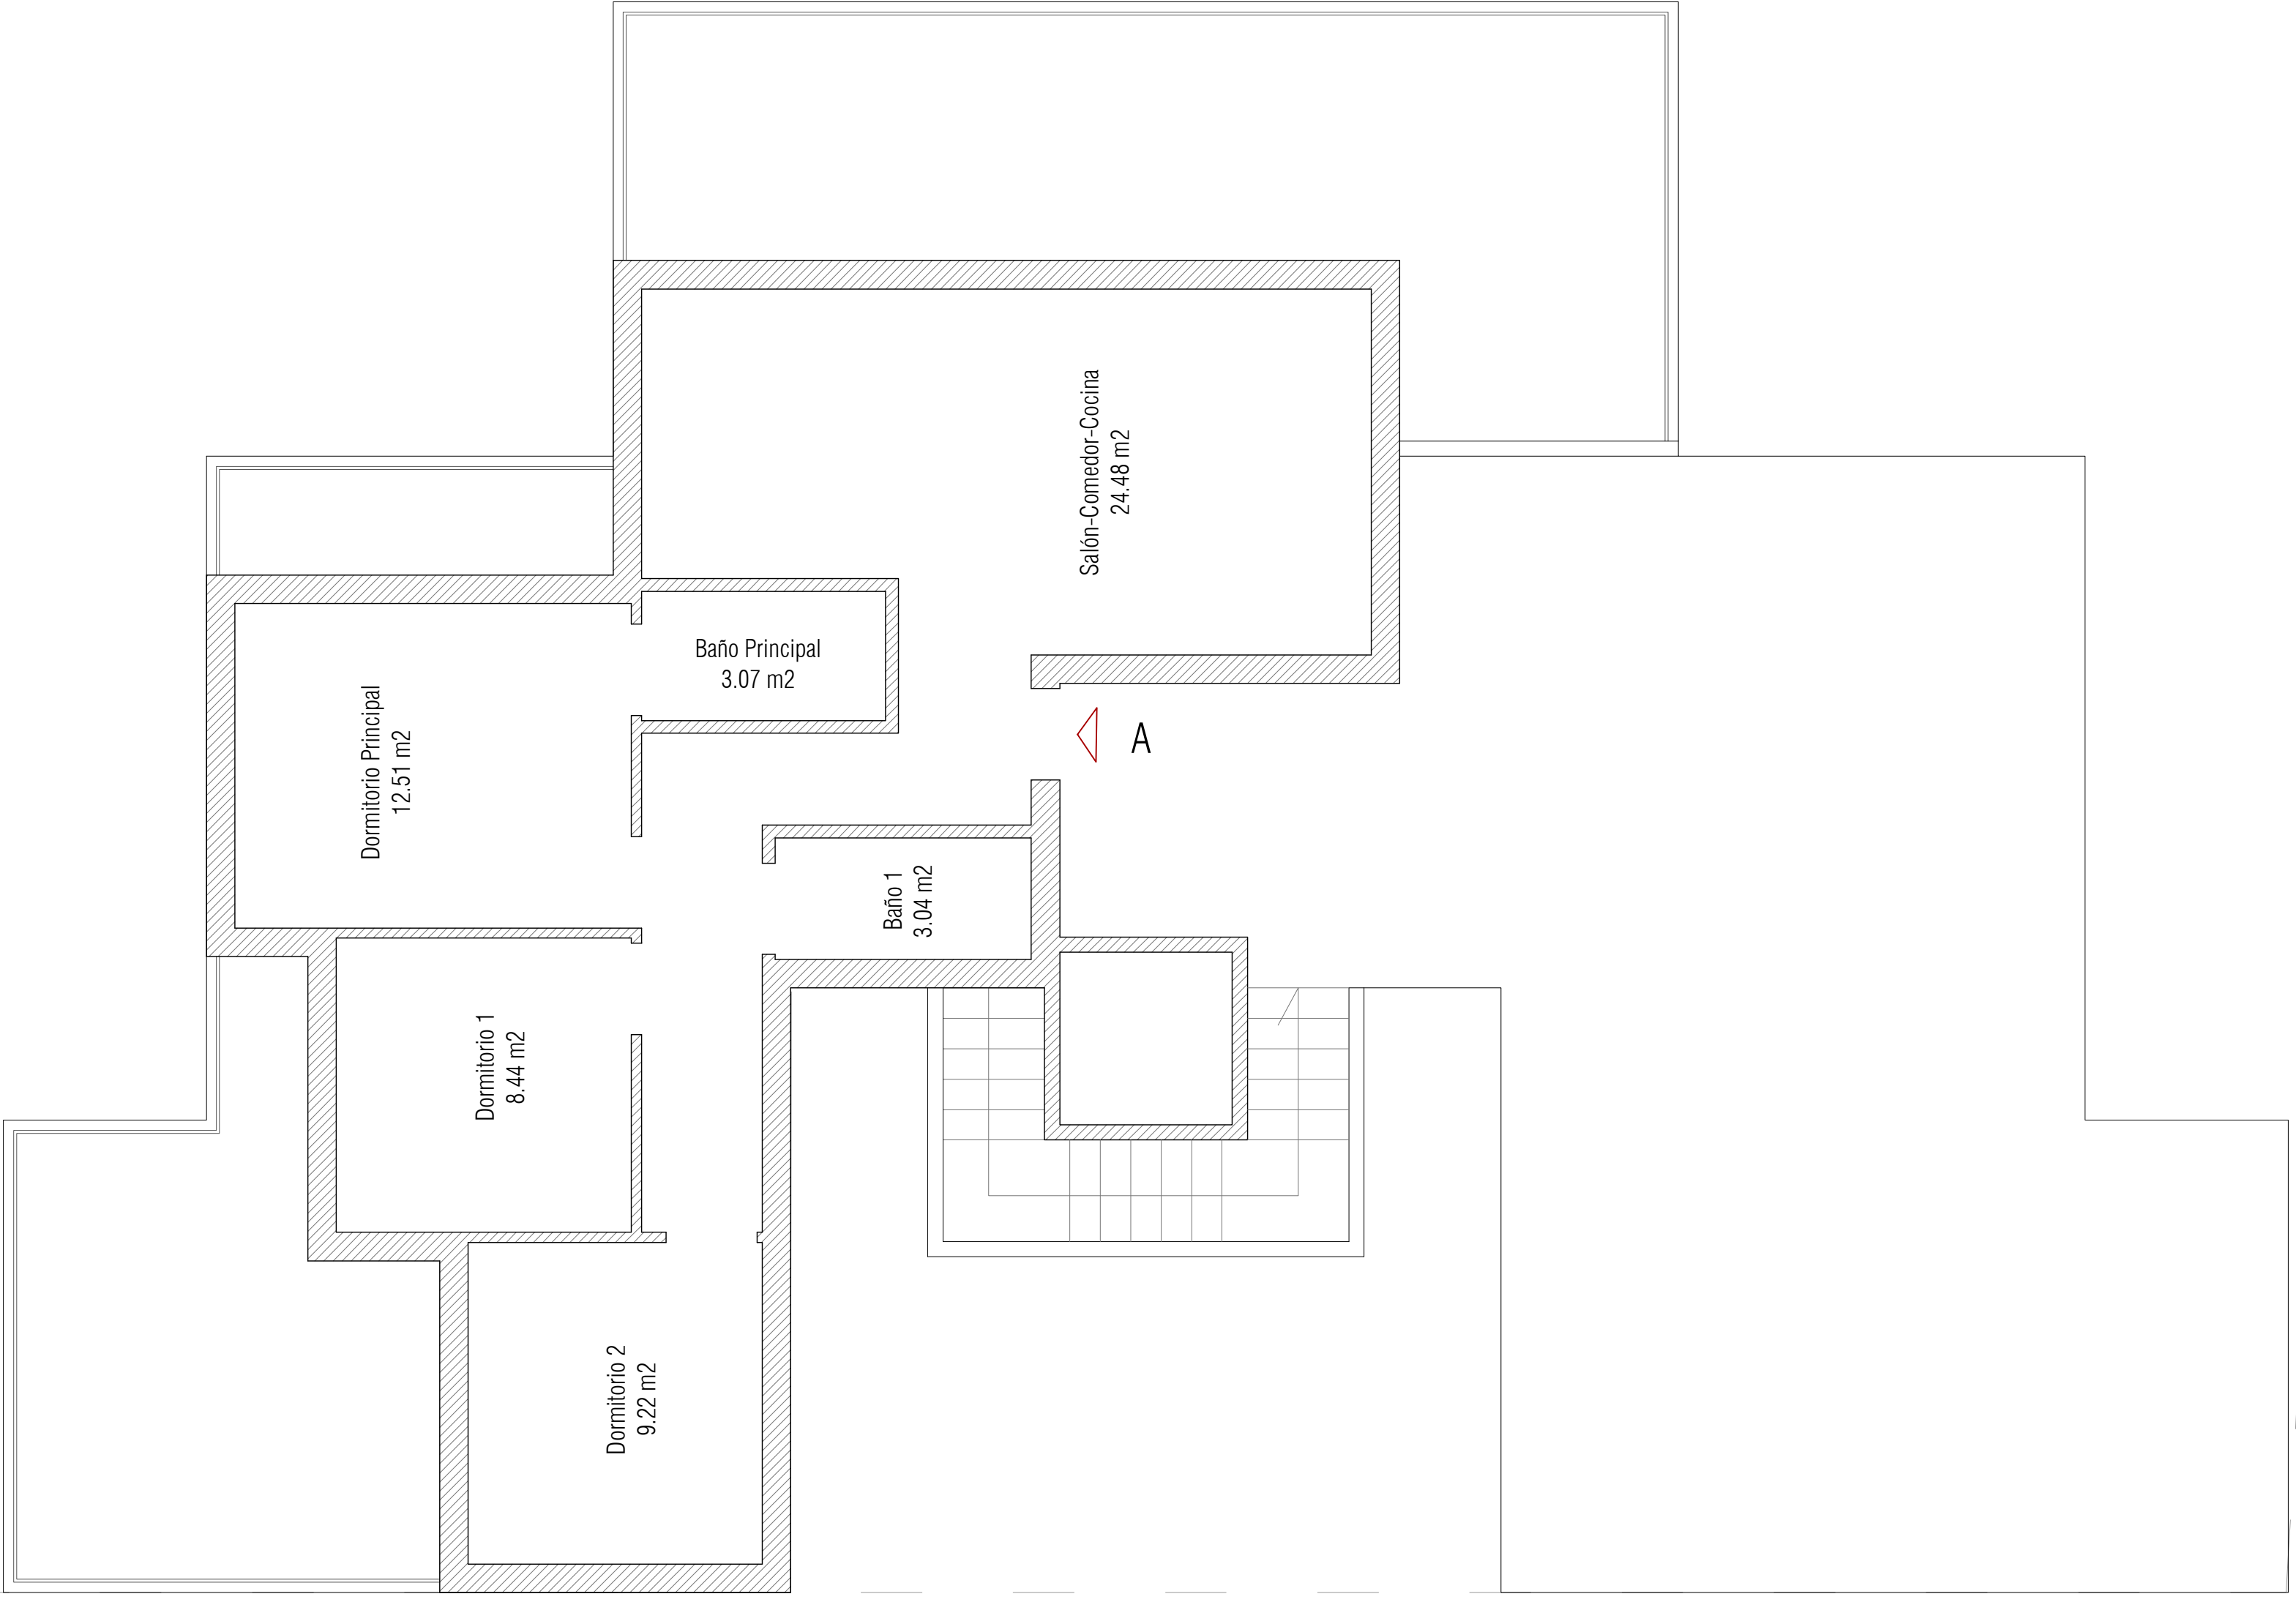 Salón-Comedor-Cocina
24.48 m2
Baño Principal
3.07 m2
Dormitorio Principal
12.51 m2
A
Baño 1
3.04 m2
Dormitorio 1
8.44 m2
Dormitorio 2
9.22 m2